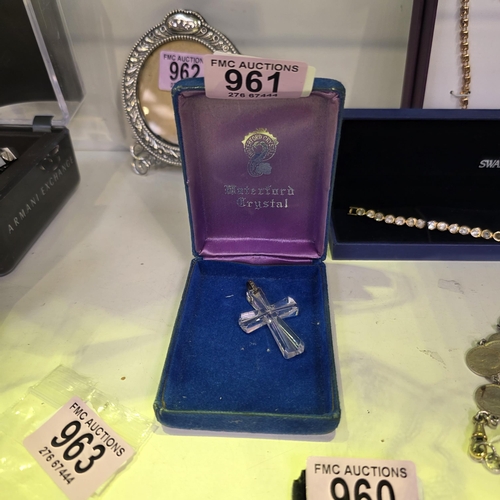 FMC AUCTIONS
962
FMC AUCTIONS
961
276 67444
Waterford
Crystal
SWA
ARMANI EXCHANGE
FMC AUCTIONS
963
276 67444
FMC AUCTIONS
960